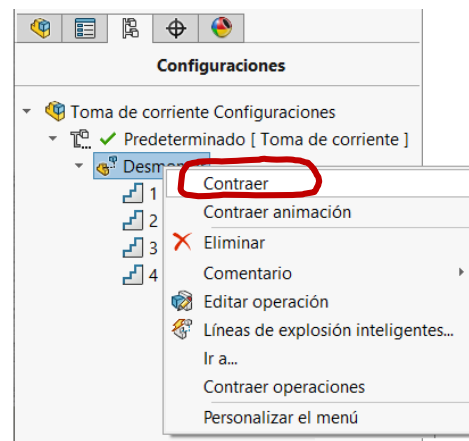 Configuraciones
Toma de corriente Configuraciones
Predeterminado [ Toma de corriente ]
1
2
3
4
Contraer
Contraer animación
Eliminar
Comentario
Editar operación
Líneas de explosión inteligentes...
Ir a...
Contraer operaciones
Personalizar el menú